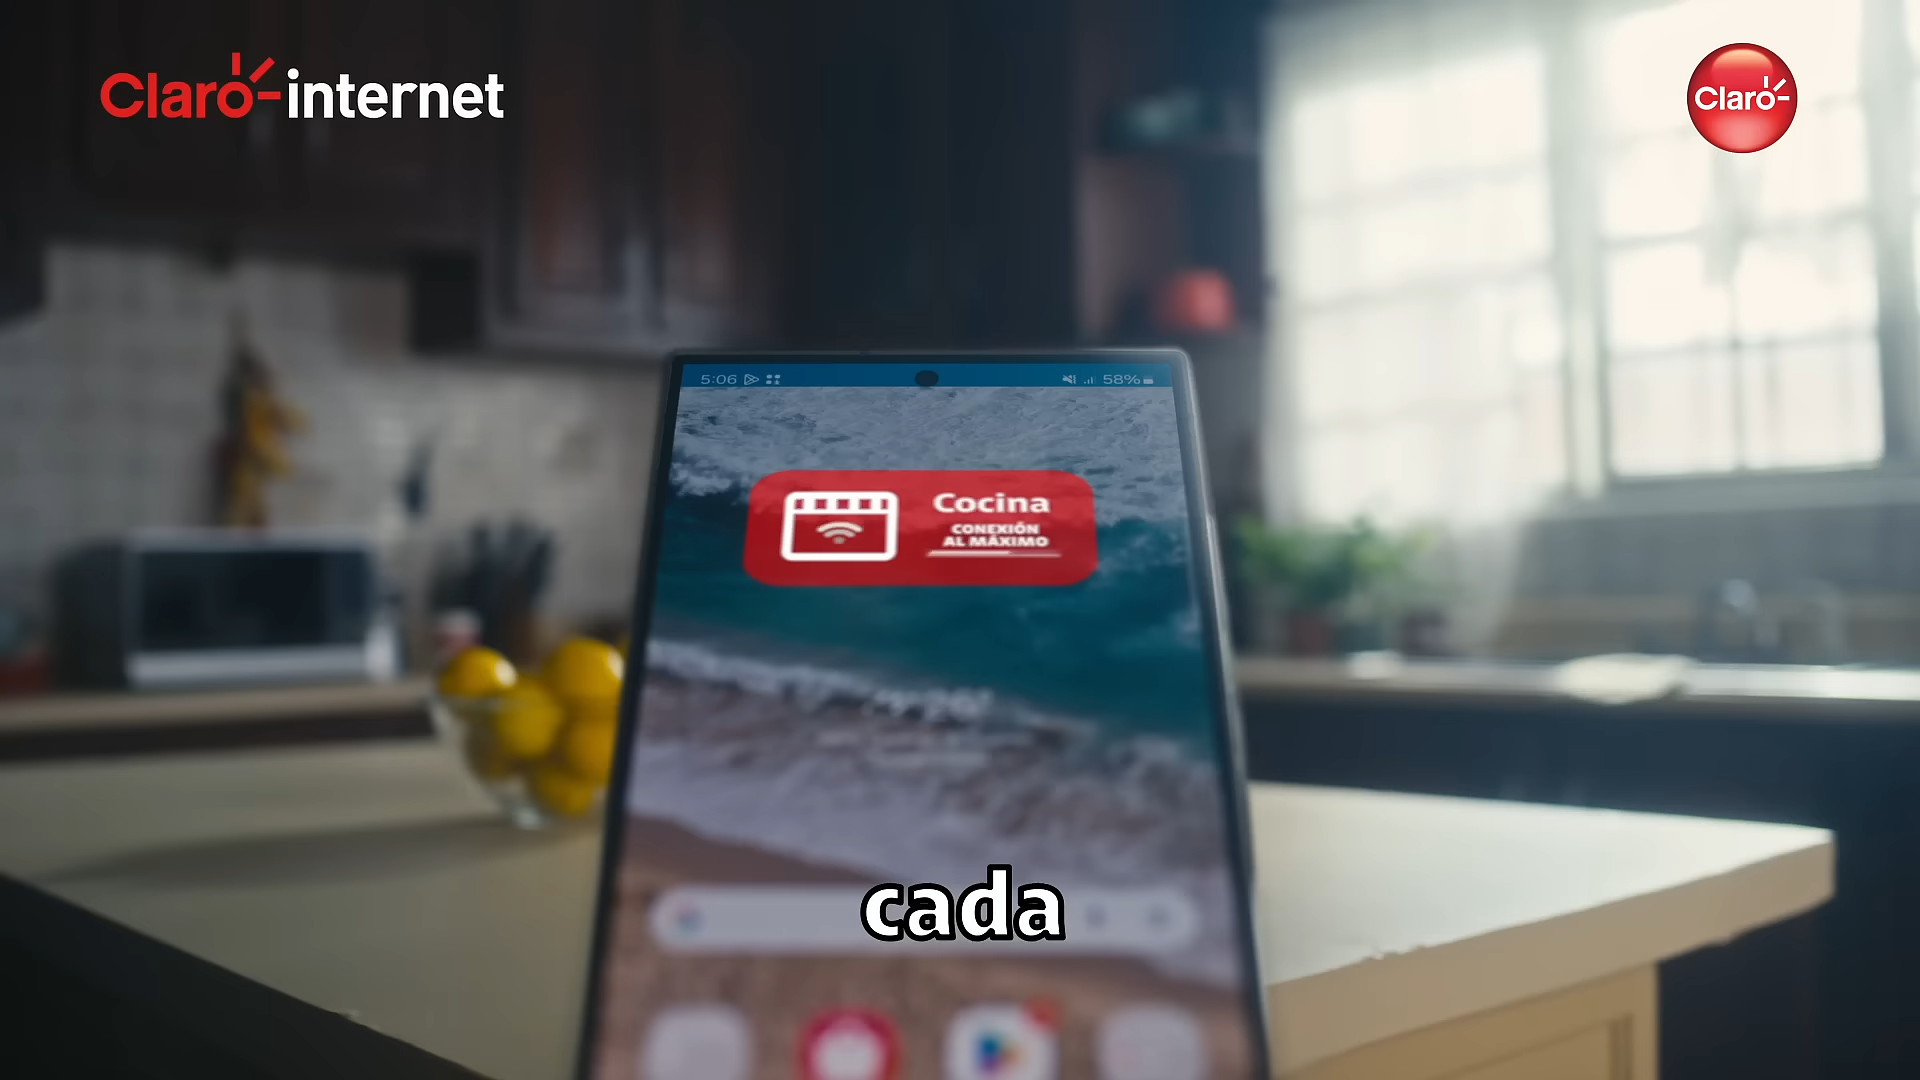 Claro internet
Claro
5:06
58%
Cocina
CONEXIÓN
AL MÁXIMO
cada